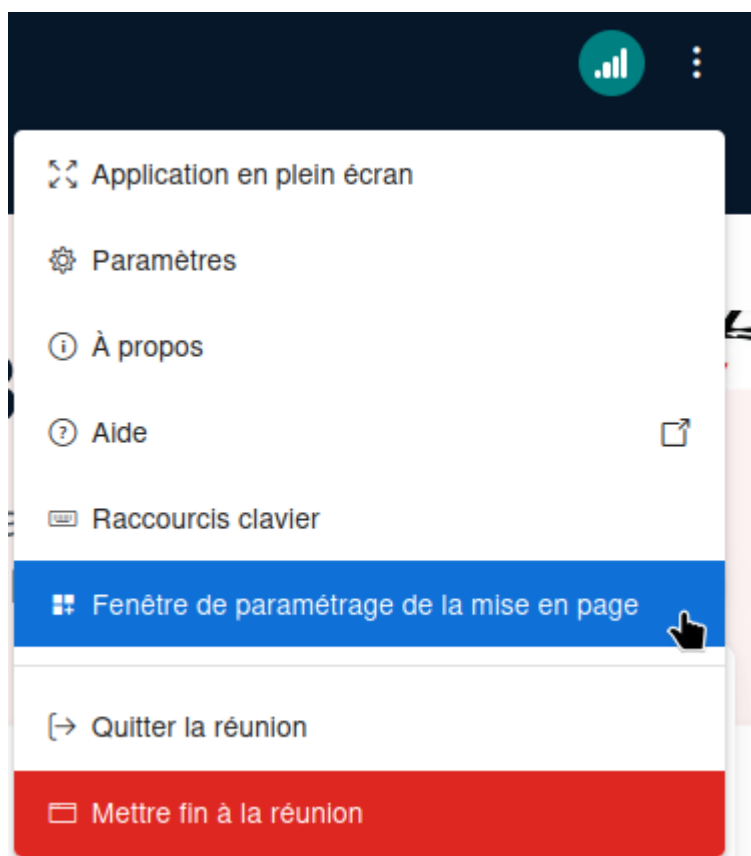 Application en plein écran
Paramètres
À propos
Aide
Raccourcis clavier
Fenêtre de paramétrage de la mise en page
Quitter la réunion
Mettre fin à la réunion